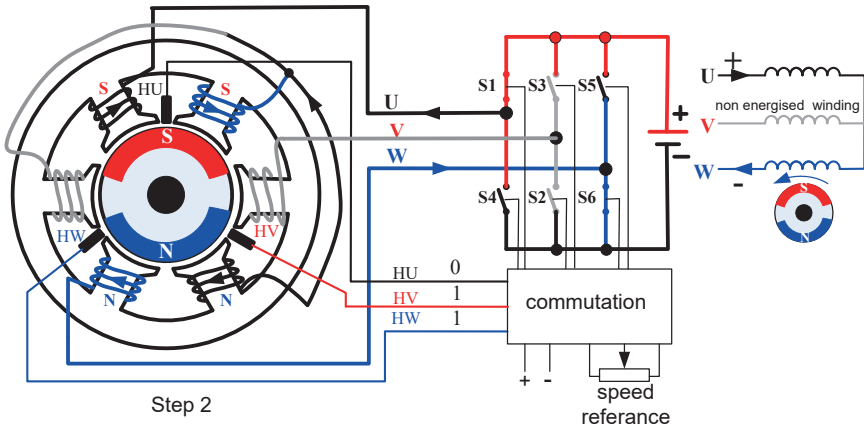 S
HU
S
S
N
HW
HV
N
N
U
V
W
S1
S3
S5
S4
S2
S6
+
−
HU 0
HV 1
HW 1
commutation
+ -
speed
referance
Step 2
+
U
non energised winding
V
W
-
S
N